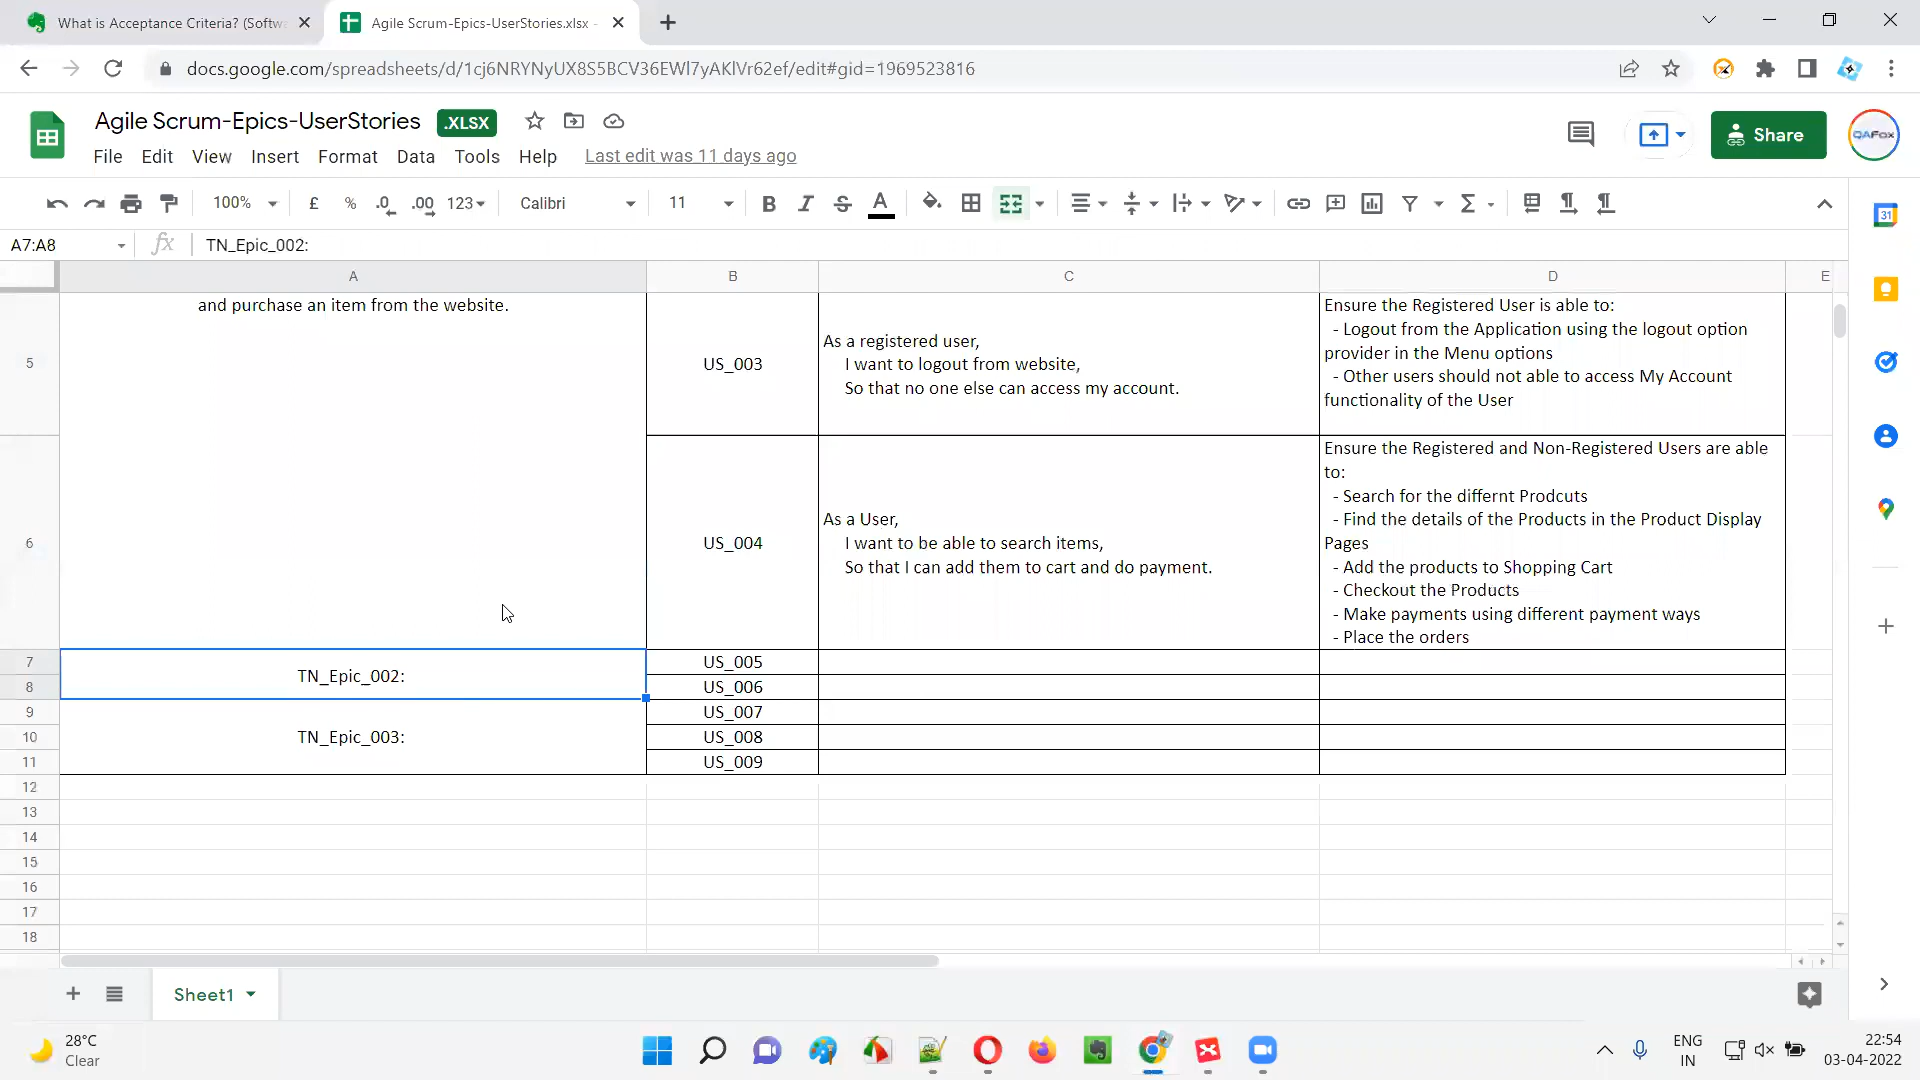 What is Acceptance Criteria? (Softw
Agile Scrum-Epics-UserStories.xlsx -
docs.google.com/spreadsheets/d/1cj6NRYNyUX8S5BCV36EWl7yAKlVr62ef/edit#gid=1969523816
Agile Scrum-Epics-UserStories .XLSX
File Edit View Insert Format Data Tools Help Last edit was 11 days ago
Share
QAFox
100% £ % .0 .00 123 Calibri 11 B I S A
31
A7:A8 fx TN_Epic_002:
A B C D E
and purchase an item from the website.
5
US_003
As a registered user,
I want to logout from website,
So that no one else can access my account.
Ensure the Registered User is able to:
- Logout from the Application using the logout option
provider in the Menu options
- Other users should not able to access My Account
functionality of the User
6
US_004
As a User,
I want to be able to search items,
So that I can add them to cart and do payment.
Ensure the Registered and Non-Registered Users are able
to:
- Search for the differnt Prodcuts
- Find the details of the Products in the Product Display
Pages
- Add the products to Shopping Cart
- Checkout the Products
- Make payments using different payment ways
- Place the orders
TN_Epic_002:
7 US_005
8 US_006
TN_Epic_003:
9 US_007
10 US_008
11 US_009
12
13
14
15
16
17
18
Sheet1
28°C
Clear
ENG
IN
22:54
03-04-2022